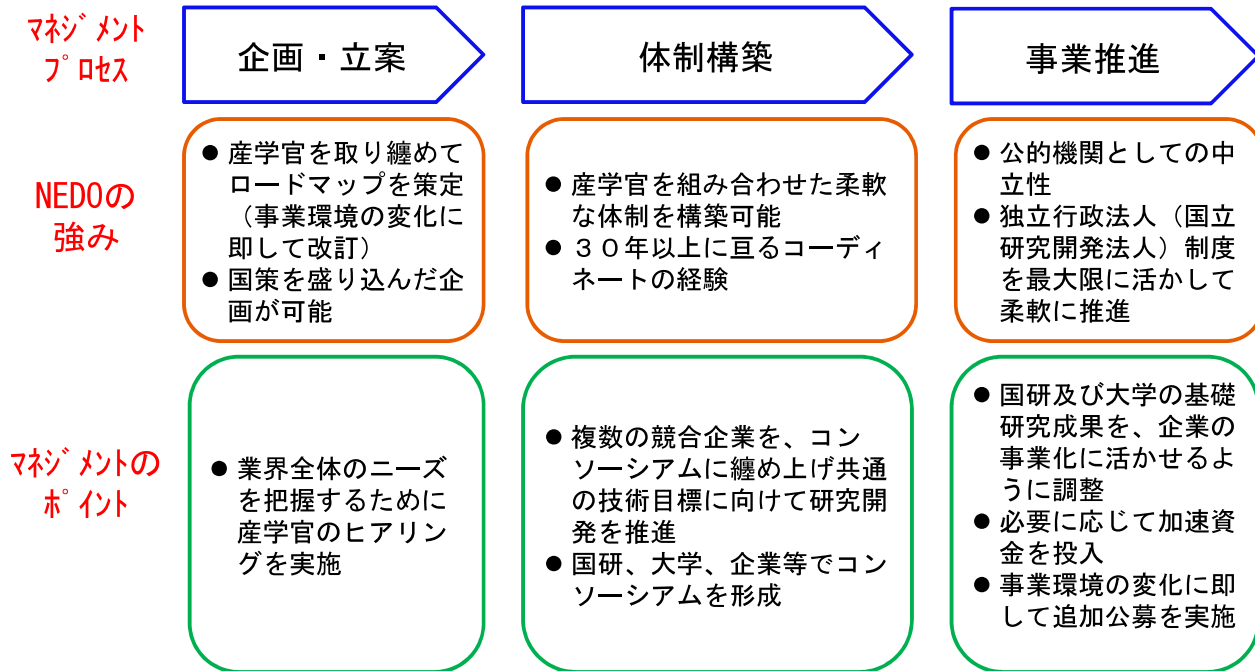 マネジメント
プロセス
企画・立案
体制構築
事業推進
NEDOの
強み
● 産学官を取り纏めて
ロードマップを策定
（事業環境の変化に
即して改訂）
● 国策を盛り込んだ企
画が可能
● 産学官を組み合わせた柔軟
な体制を構築可能
● ３０年以上に亘るコーディ
ネートの経験
● 公的機関としての中
立性
● 独立行政法人（国立
研究開発法人）制度
を最大限に活かして
柔軟に推進
マネジメントの
ポイント
● 業界全体のニーズ
を把握するために
産学官のヒアリン
グを実施
● 複数の競合企業を、コン
ソーシアムに纏め上げ共通
の技術目標に向けて研究開
発を推進
● 国研、大学、企業等でコン
ソーシアムを形成
● 国研及び大学の基礎
研究成果を、企業の
事業化に活かせるよ
うに調整
● 必要に応じて加速資
金を投入
● 事業環境の変化に即
して追加公募を実施